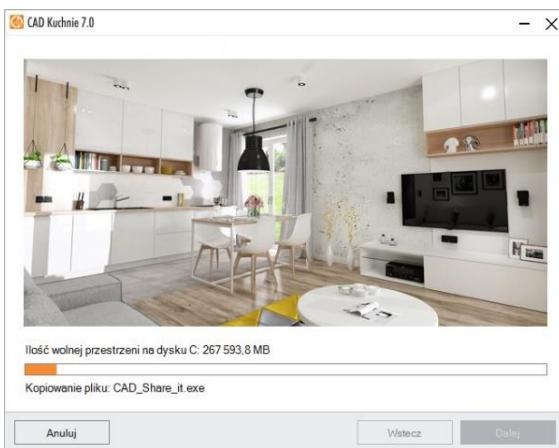 CAD Kuchnie 7.0
Ilość wolnej przestrzeni na dysku C: 267 593,8 MB
Kopiowanie pliku: CAD_Share_it.exe
Anuluj
Wstecz
Dalej